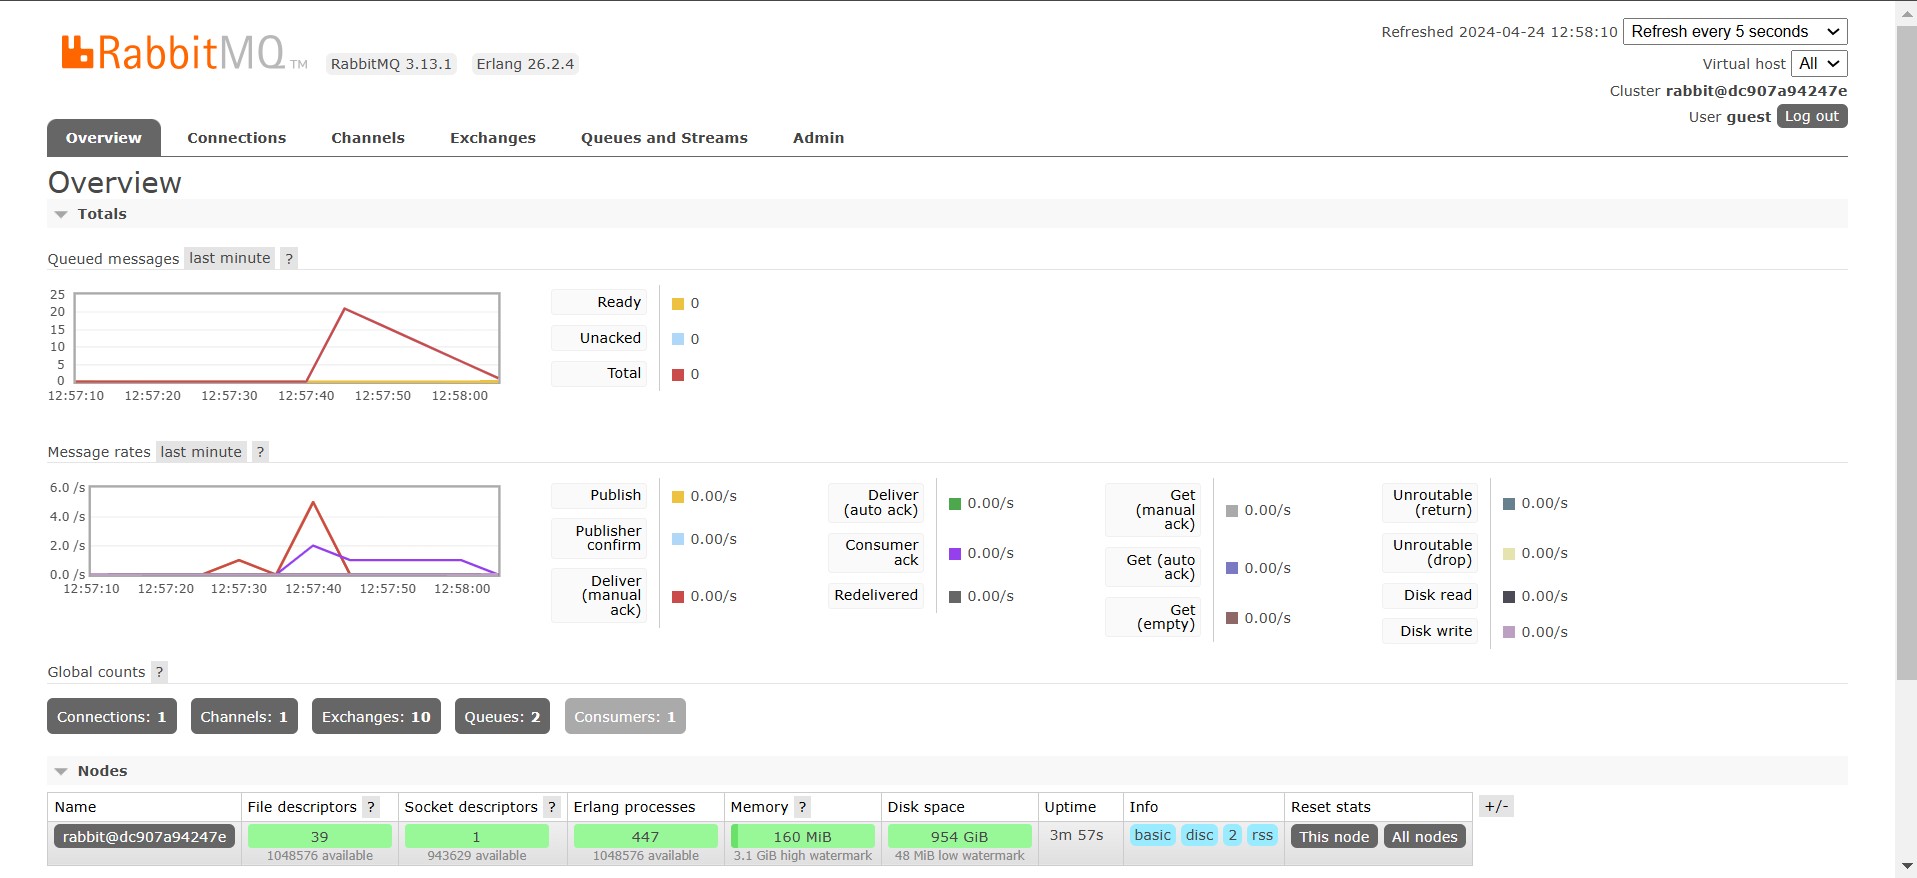 Refreshed 2024-04-24 12:58:10 Refresh every 5 seconds
RabbitMQ TM RabbitMQ 3.13.1 Erlang 26.2.4
Virtual host All
Cluster rabbit@dc907a94247e
User guest Log out
Overview Connections Channels Exchanges Queues and Streams Admin
Overview
Totals
Queued messages last minute ?
25
20
15
10
5
0
12:57:10 12:57:20 12:57:30 12:57:40 12:57:50 12:58:00
Ready 0
Unacked 0
Total 0
Message rates last minute ?
6.0 /s
4.0 /s
2.0 /s
0.0 /s
12:57:10 12:57:20 12:57:30 12:57:40 12:57:50 12:58:00
Publish 0.00/s
Publisher
confirm 0.00/s
Deliver
(manual
ack) 0.00/s
Deliver
(auto ack) 0.00/s
Consumer
ack 0.00/s
Redelivered 0.00/s
Get
(manual
ack) 0.00/s
Get (auto
ack) 0.00/s
Get
(empty) 0.00/s
Unroutable
(return) 0.00/s
Unroutable
(drop) 0.00/s
Disk read 0.00/s
Disk write 0.00/s
Global counts ?
Connections: 1 Channels: 1 Exchanges: 10 Queues: 2 Consumers: 1
Nodes
Name File descriptors ? Socket descriptors ? Erlang processes Memory ? Disk space Uptime Info Reset stats +/-
rabbit@dc907a94247e 39 1 447 160 MiB 954 GiB 3m 57s basic disc 2 rss This node All nodes
1048576 available 943629 available 1048576 available 3.1 GiB high watermark 48 MiB low watermark